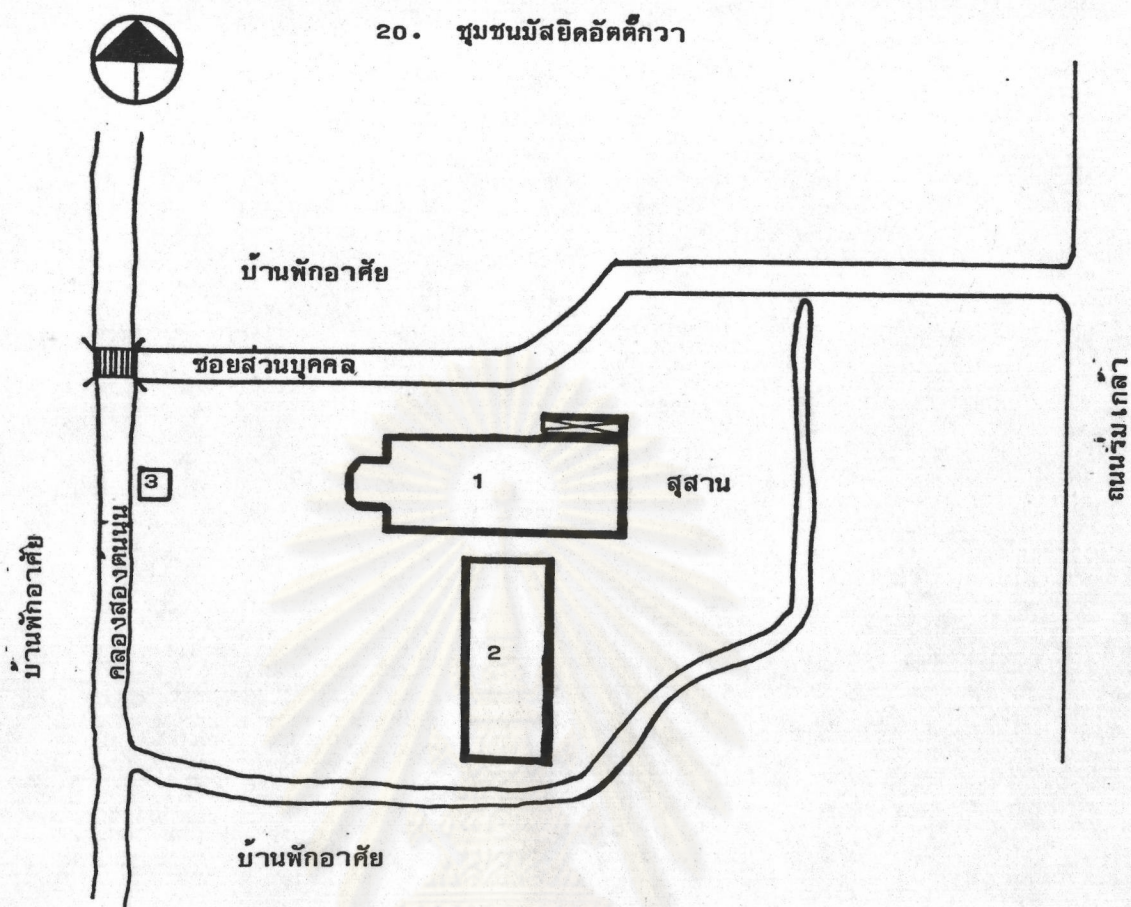 20. ชุมชนมัสยิดอัตตั๊กวา
บ้านพักอาศัย
ซอยส่วนบุคคล
3
1
สุสาน
ถนนร่มเกล้า
บ้านพักอาศัย
คลองสองต้นนุ่น
2
บ้านพักอาศัย